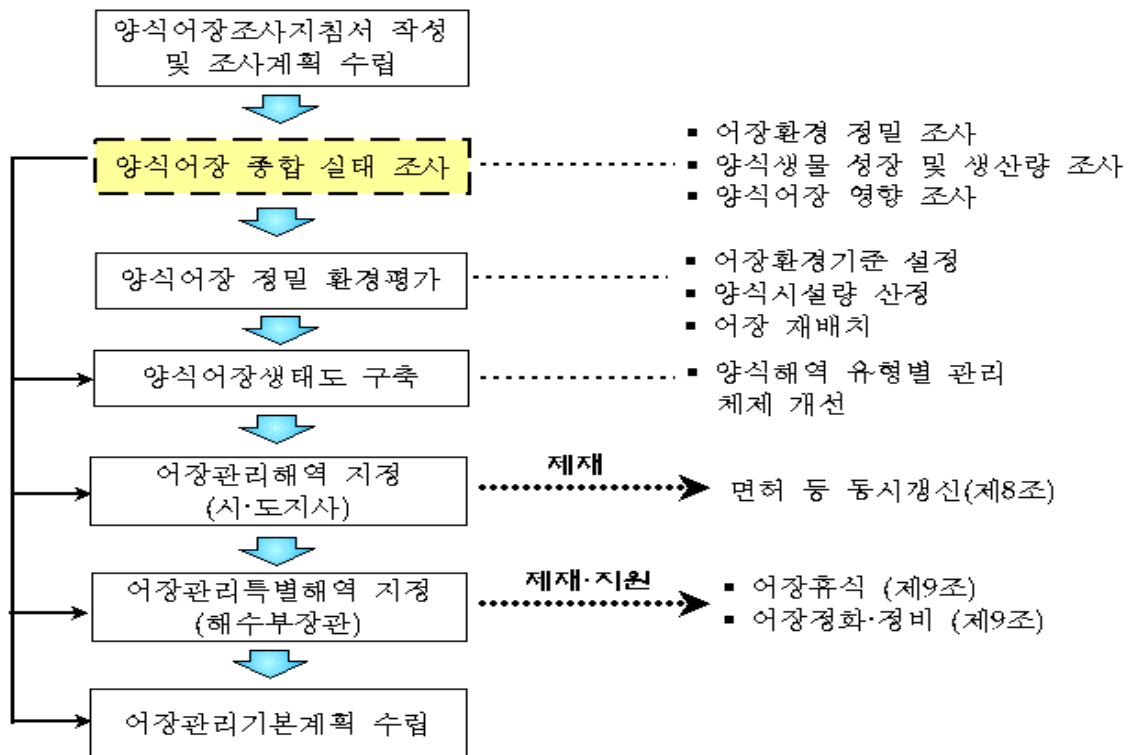 양식어장조사지침서 작성
및 조사계획 수립
양식어장 종합 실태 조사
▪ 어장환경 정밀 조사
▪ 양식생물 성장 및 생산량 조사
▪ 양식어장 영향 조사
양식어장 정밀 환경평가
▪ 어장환경기준 설정
▪ 양식시설량 산정
▪ 어장 재배치
양식어장생태도 구축
▪ 양식해역 유형별 관리
체제 개선
어장관리해역 지정
(시·도지사)
제재
면허 등 동시갱신(제8조)
어장관리특별해역 지정
(해수부장관)
제재·지원
▪ 어장휴식 (제9조)
▪ 어장정화·정비 (제9조)
어장관리기본계획 수립